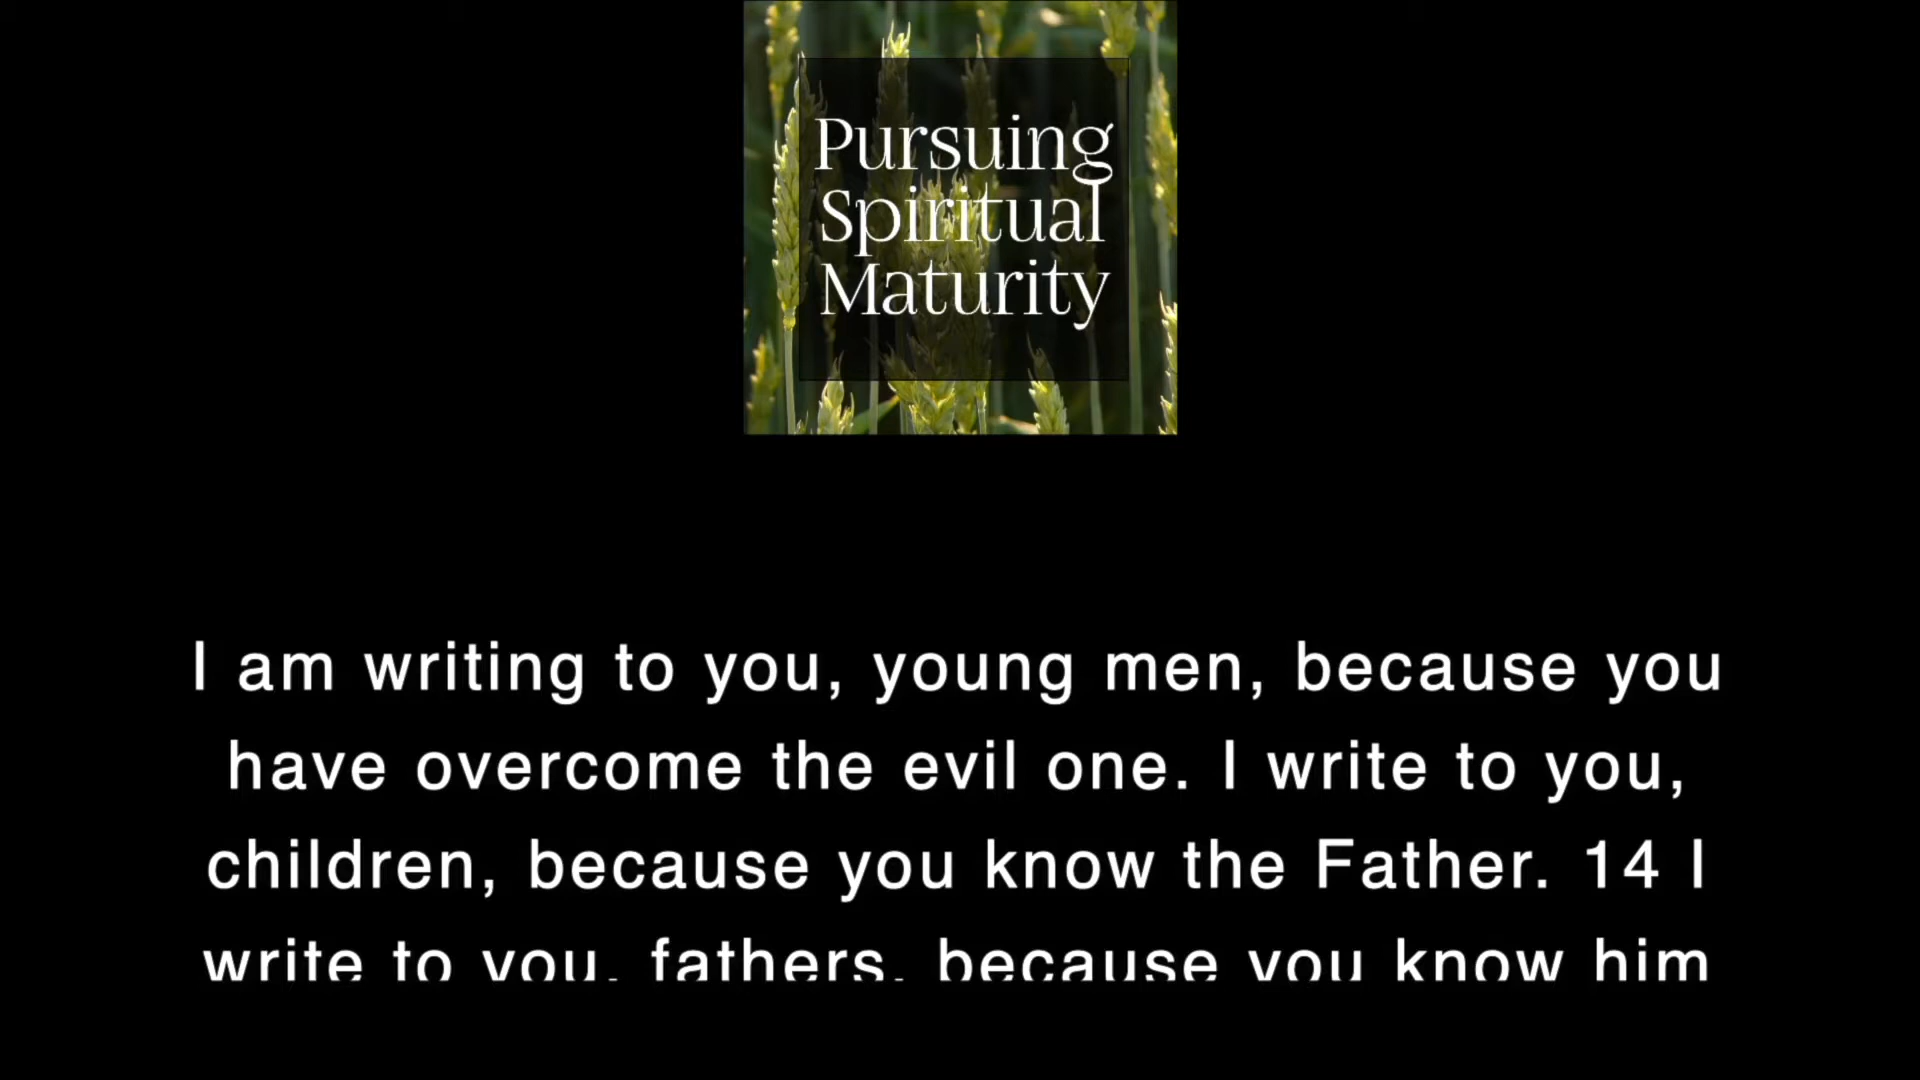 Pursuing
Spiritual
Maturity
I am writing to you, young men, because you
have overcome the evil one. I write to you,
children, because you know the Father. 14 I
write to you, fathers, because you know him